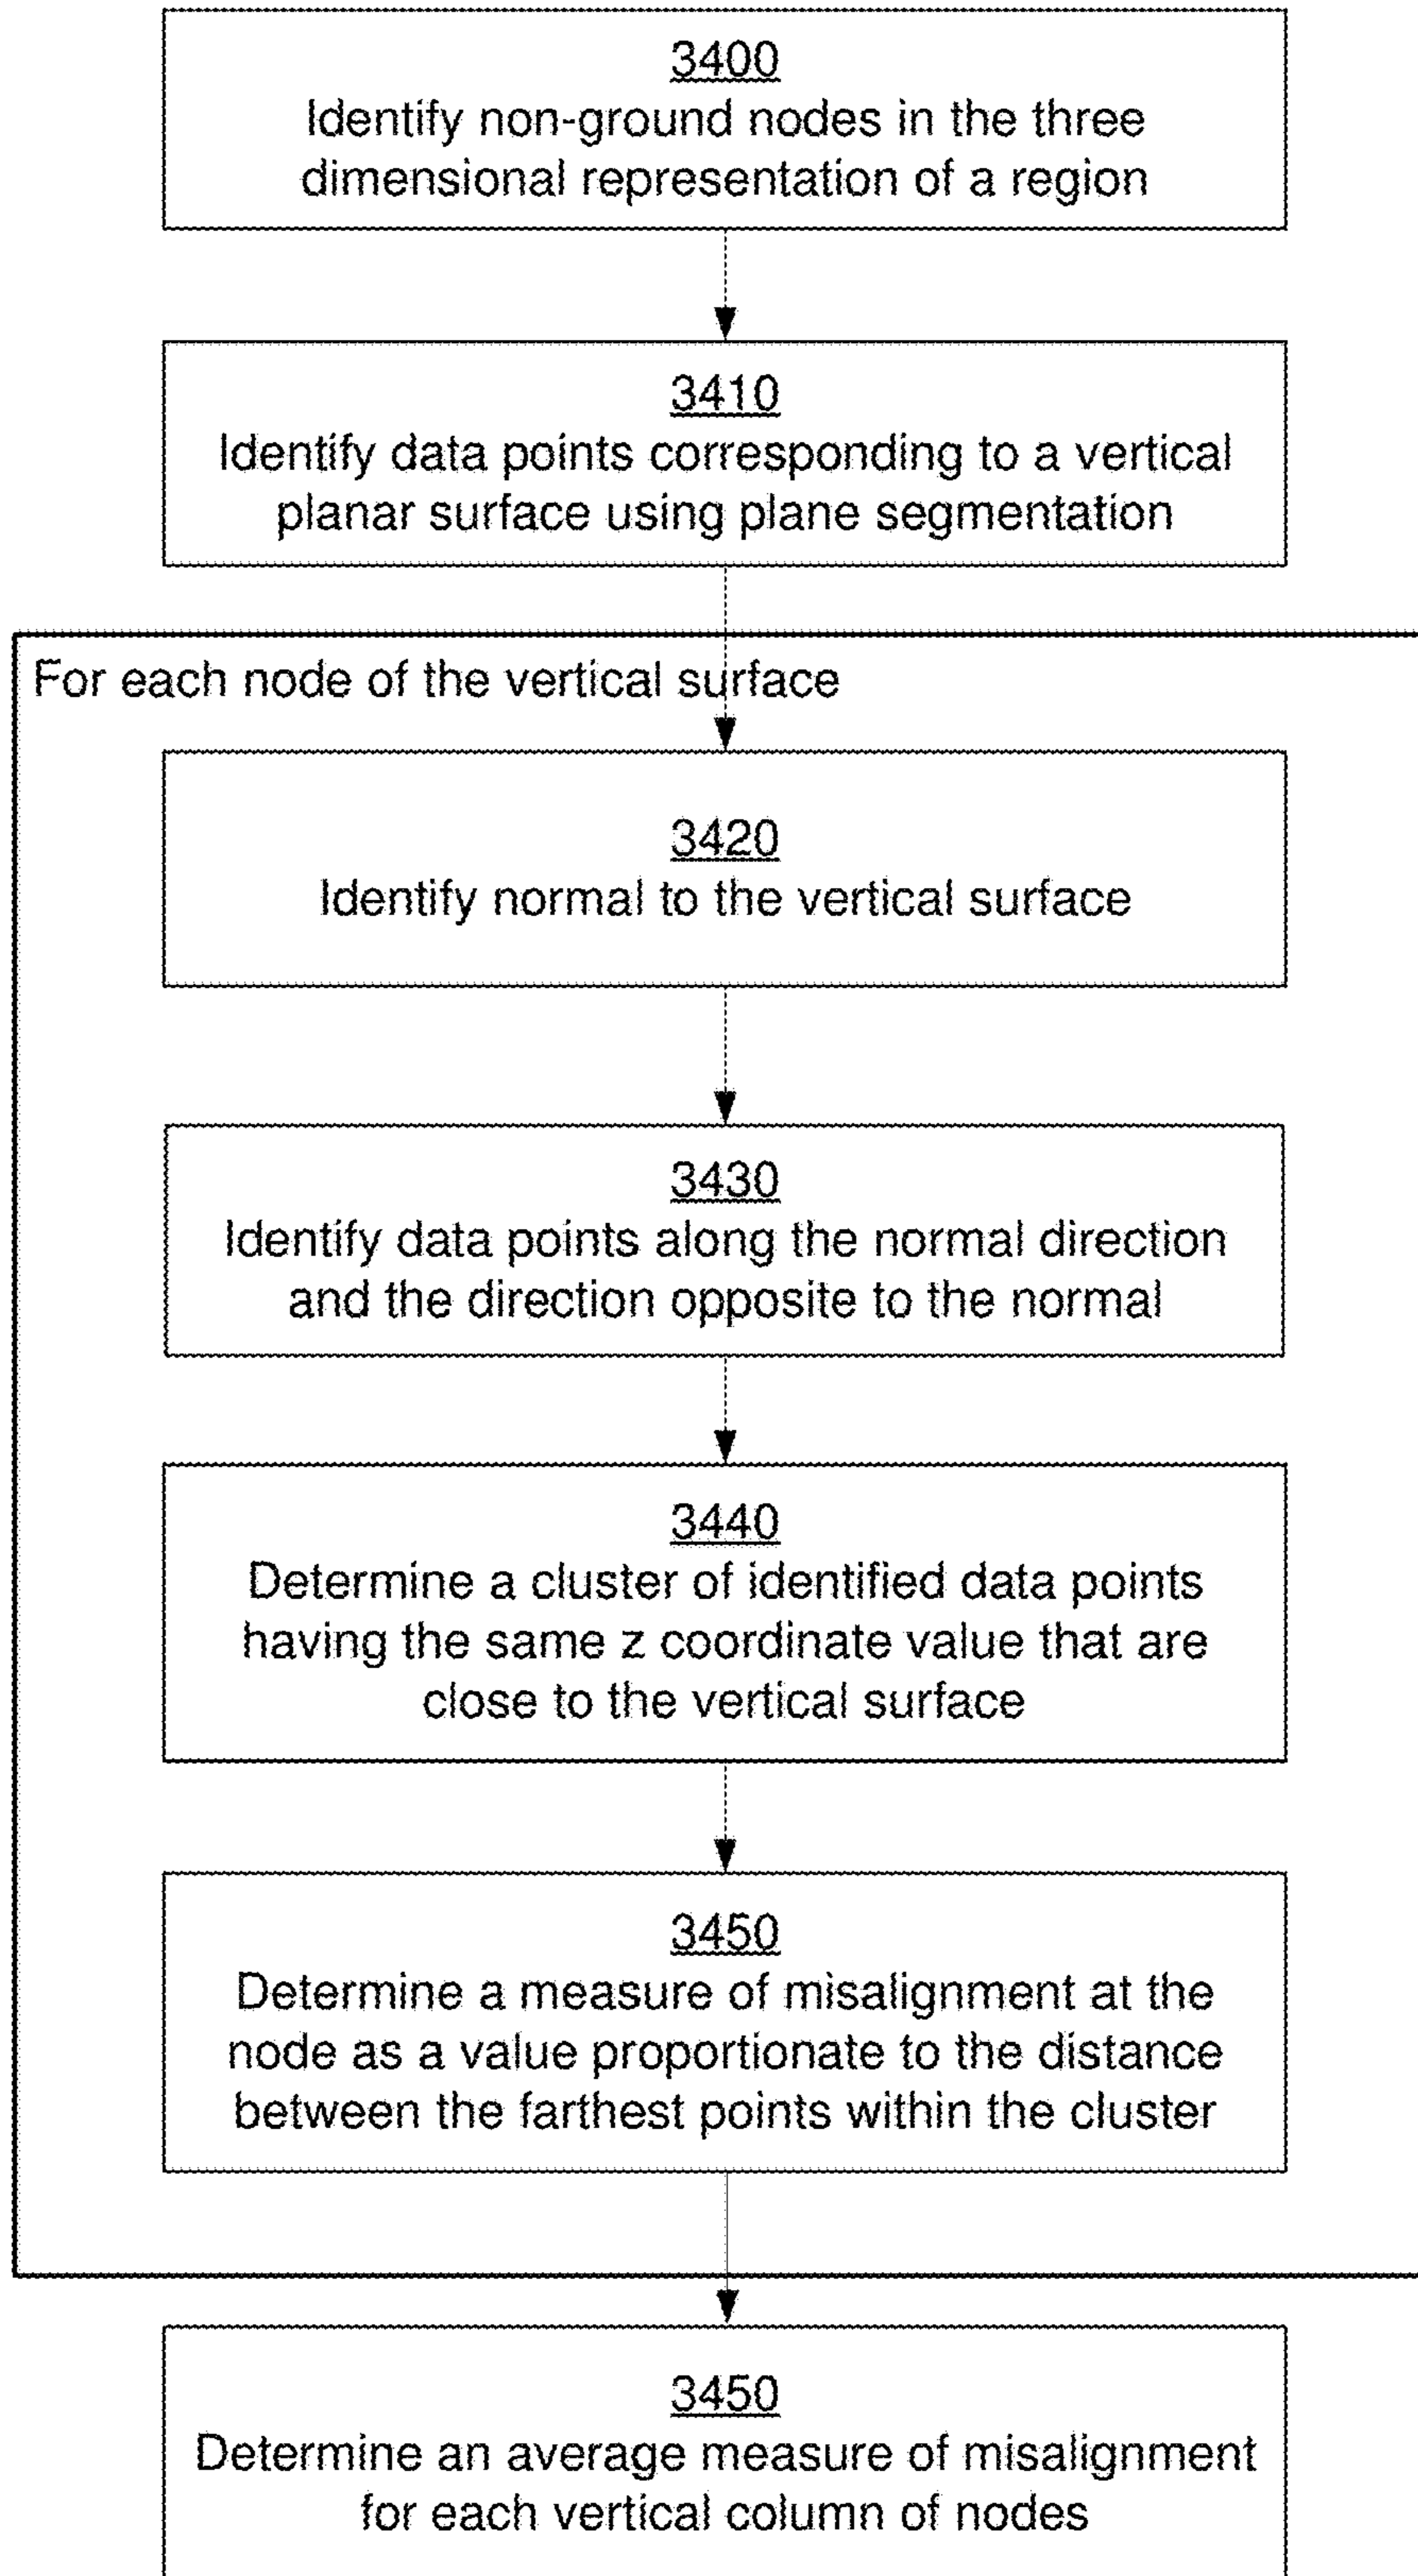 3400
Identify non-ground nodes in the three
dimensional representation of a region
3410
Identify data points corresponding to a vertical
planar surface using plane segmentation
For each node of the vertical surface
3420
Identify normal to the vertical surface
3430
Identify data points along the normal direction
and the direction opposite to the normal
3440
Determine a cluster of identified data points
having the same z coordinate value that are
close to the vertical surface
3450
Determine a measure of misalignment at the
node as a value proportionate to the distance
between the farthest points within the cluster
3450
Determine an average measure of misalignment
for each vertical column of nodes